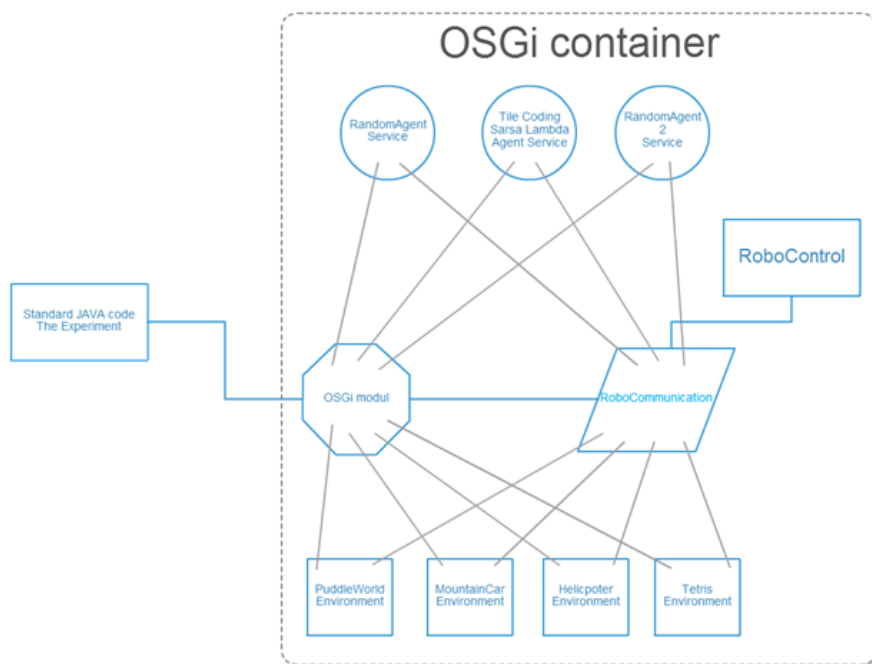 OSGi container
RandomAgent
Service
Tile Coding
Sarsa Lambda
Agent Service
RandomAgent
2
Service
RoboControl
Standard JAVA code
The Experiment
OSGi modul
RoboCommunication
PuddleWorld
Environment
MountainCar
Environment
Helicpoter
Environment
Tetris
Environment